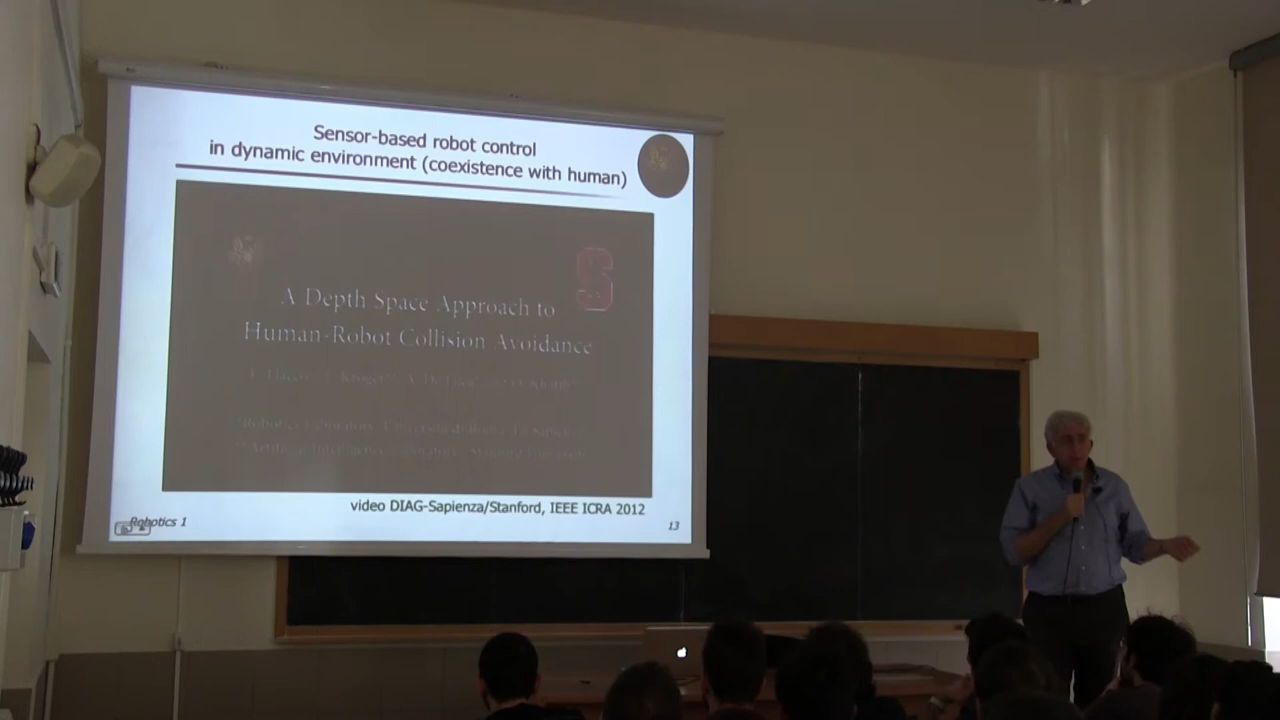 Sensor-based robot control
in dynamic environment (coexistence with human)
S
A Depth Space Approach to
Human-Robot Collision Avoidance
video DIAG-Sapienza/Stanford, IEEE ICRA 2012
Robotics 1
13